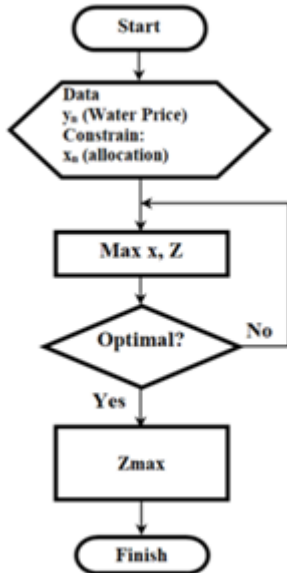 Start
Data
yₙ (Water Price)
Constrain:
xₙ (allocation)
Max x, Z
Optimal?
No
Yes
Zmax
Finish